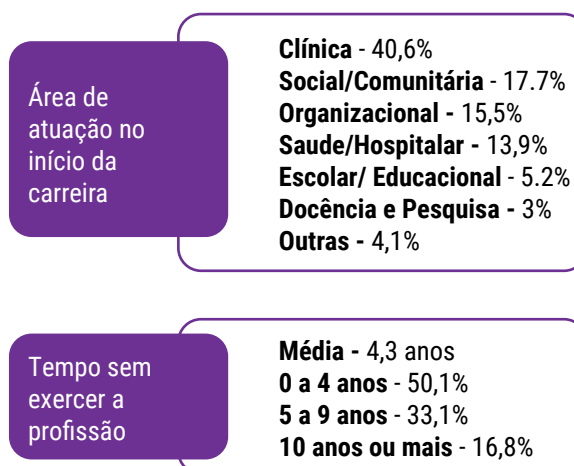 Área de
atuação no
início da
carreira
Clínica - 40,6%
Social/Comunitária - 17.7%
Organizacional - 15,5%
Saude/Hospitalar - 13,9%
Escolar/ Educacional - 5.2%
Docência e Pesquisa - 3%
Outras - 4,1%
Tempo sem
exercer a
profissão
Média - 4,3 anos
0 a 4 anos - 50,1%
5 a 9 anos - 33,1%
10 anos ou mais - 16,8%